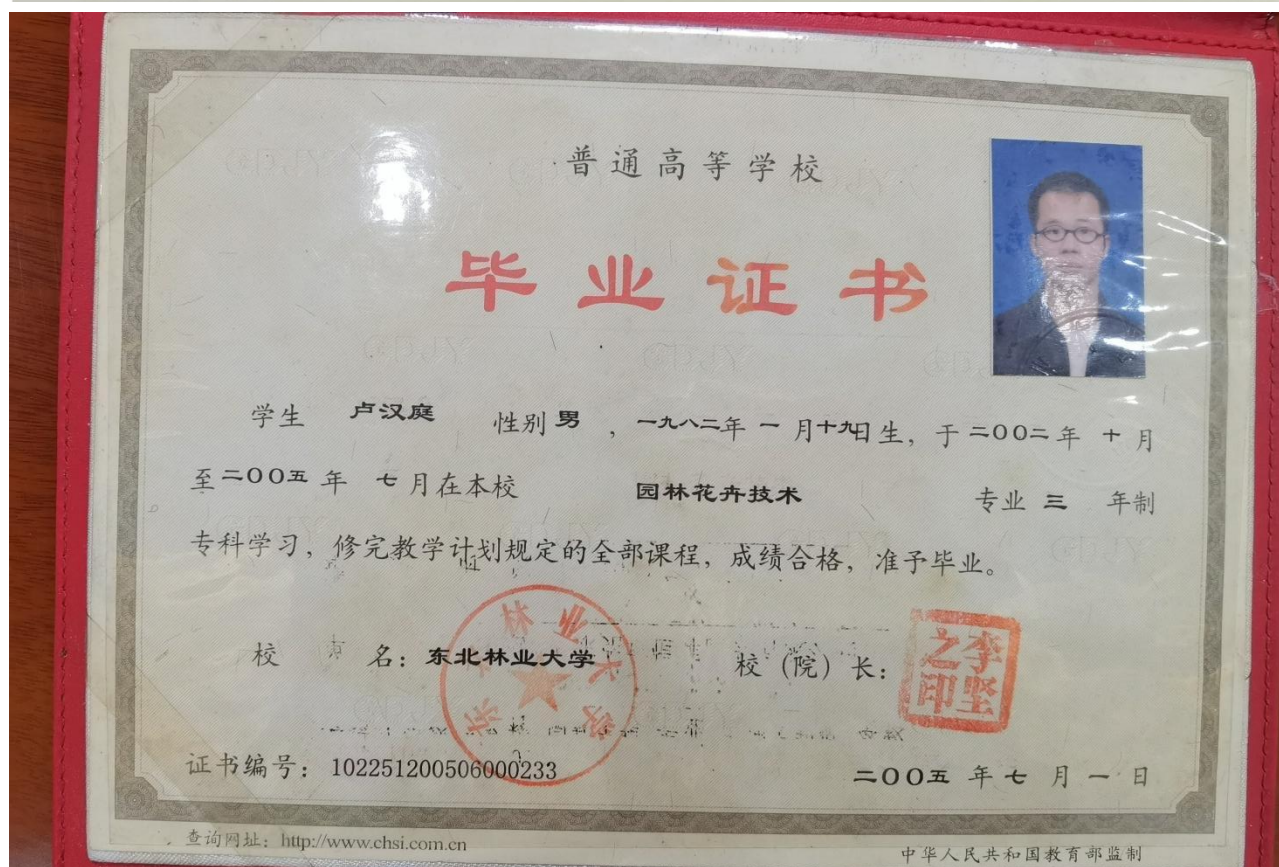 普通高等学校
毕业证书
学生 卢汉庭 性别 男 ，一九八二年 一 月十九日生，于 二00二 年 十 月
至 二00五 年 七 月在本校 园林花卉技术 专业 三 年制
专科学习，修完教学计划规定的全部课程，成绩合格，准予毕业。
校 名：东北林业大学 校（院）长：
李坚之印
证书编号：102251200506000233 二00五 年 七 月 一 日
查询网址：http://www.chsi.com.cn
中华人民共和国教育部监制